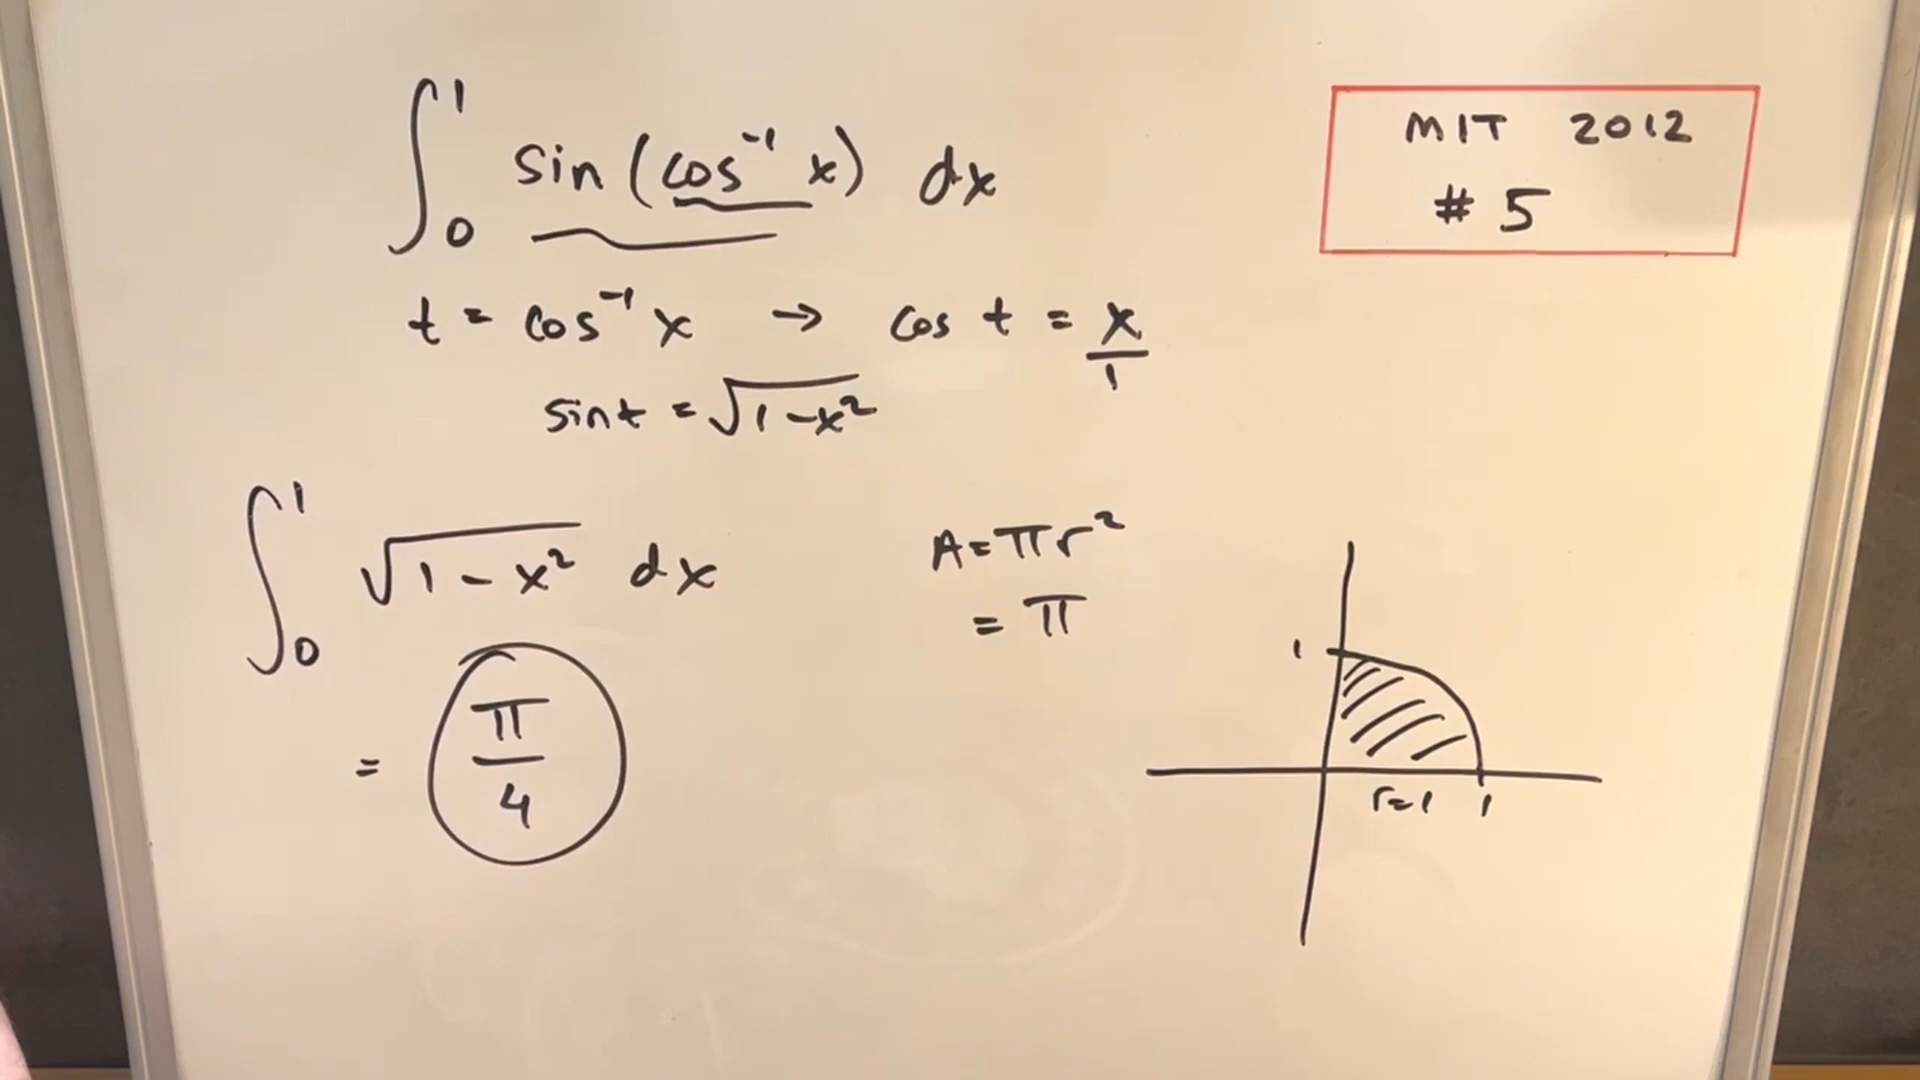 ∫₀¹ sin (cos⁻¹ x) dx
MIT 2012
# 5
t = cos⁻¹ x → cos t = x/1
sin t = √(1-x²)
∫₀¹ √(1-x²) dx
= π/4
A = πr²
= π
1
r=1 1